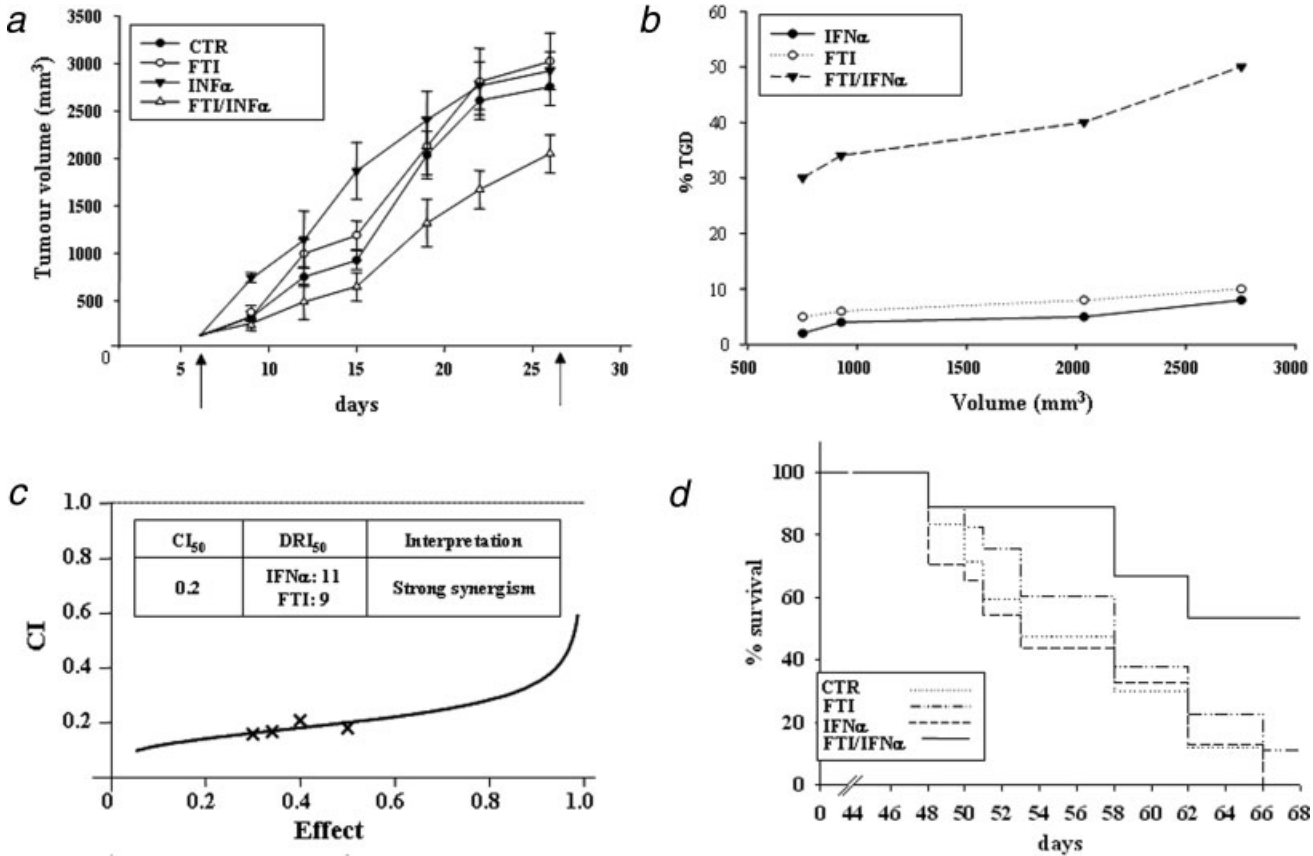 a
3500
3000
2500
2000
1500
1000
500
0
5
10
15
20
25
30
Tumour volume (mm³)
days
CTR
FTI
INFα
FTI/INFα
b
60
50
40
30
20
10
0
500
1000
1500
2000
2500
3000
% TGD
Volume (mm³)
IFNα
FTI
FTI/IFNα
c
1.0
0.8
0.6
0.4
0.2
0
0.2
0.4
0.6
0.8
1.0
CI
Effect
CI₅₀ DRI₅₀ Interpretation
0.2 IFNα: 11 Strong synergism
FTI: 9
d
100
80
60
40
20
0
0 44 46 48 50 52 54 56 58 60 62 64 66 68
% survival
days
CTR
FTI
IFNα
FTI/IFNα